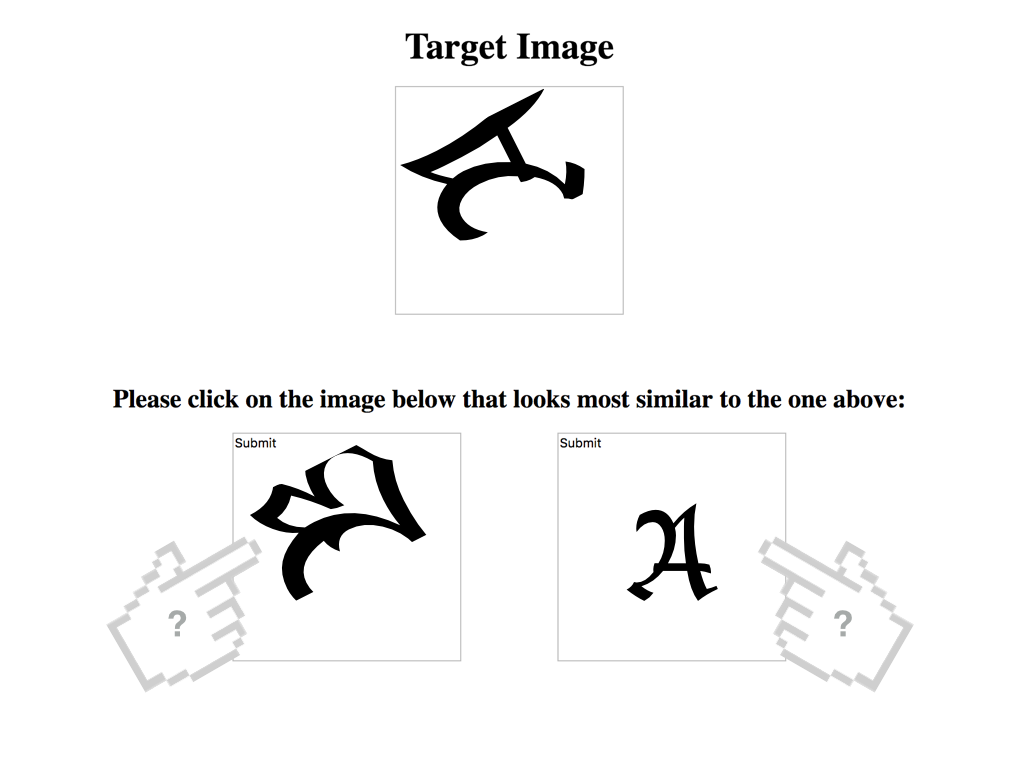 Target Image
A
Please click on the image below that looks most similar to the one above:
Submit
B
Submit
A
?
?